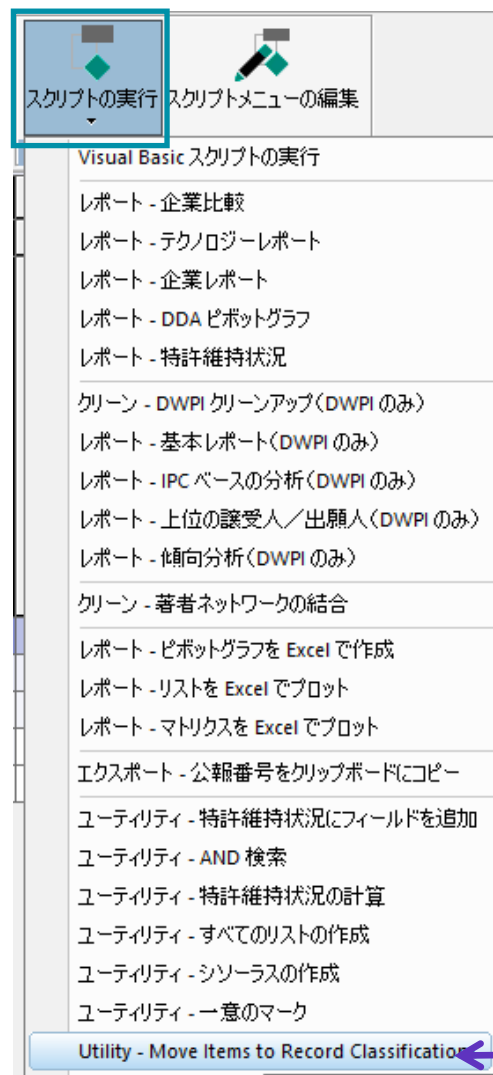 スクリプトの実行 スクリプトメニューの編集
Visual Basic スクリプトの実行
レポート - 企業比較
レポート - テクノロジーレポート
レポート - 企業レポート
レポート - DDA ピボットグラフ
レポート - 特許維持状況
クリーン - DWPI クリーンアップ(DWPI のみ)
レポート - 基本レポート(DWPI のみ)
レポート - IPC ベースの分析(DWPI のみ)
レポート - 上位の譲受人/出願人(DWPI のみ)
レポート - 傾向分析(DWPI のみ)
クリーン - 著者ネットワークの結合
レポート - ピボットグラフを Excel で作成
レポート - リストを Excel でプロット
レポート - マトリクスを Excel でプロット
エクスポート - 公報番号をクリップボードにコピー
ユーティリティ - 特許維持状況にフィールドを追加
ユーティリティ - AND 検索
ユーティリティ - 特許維持状況の計算
ユーティリティ - すべてのリストの作成
ユーティリティ - シソーラスの作成
ユーティリティ - 一意のマーク
Utility - Move Items to Record Classification